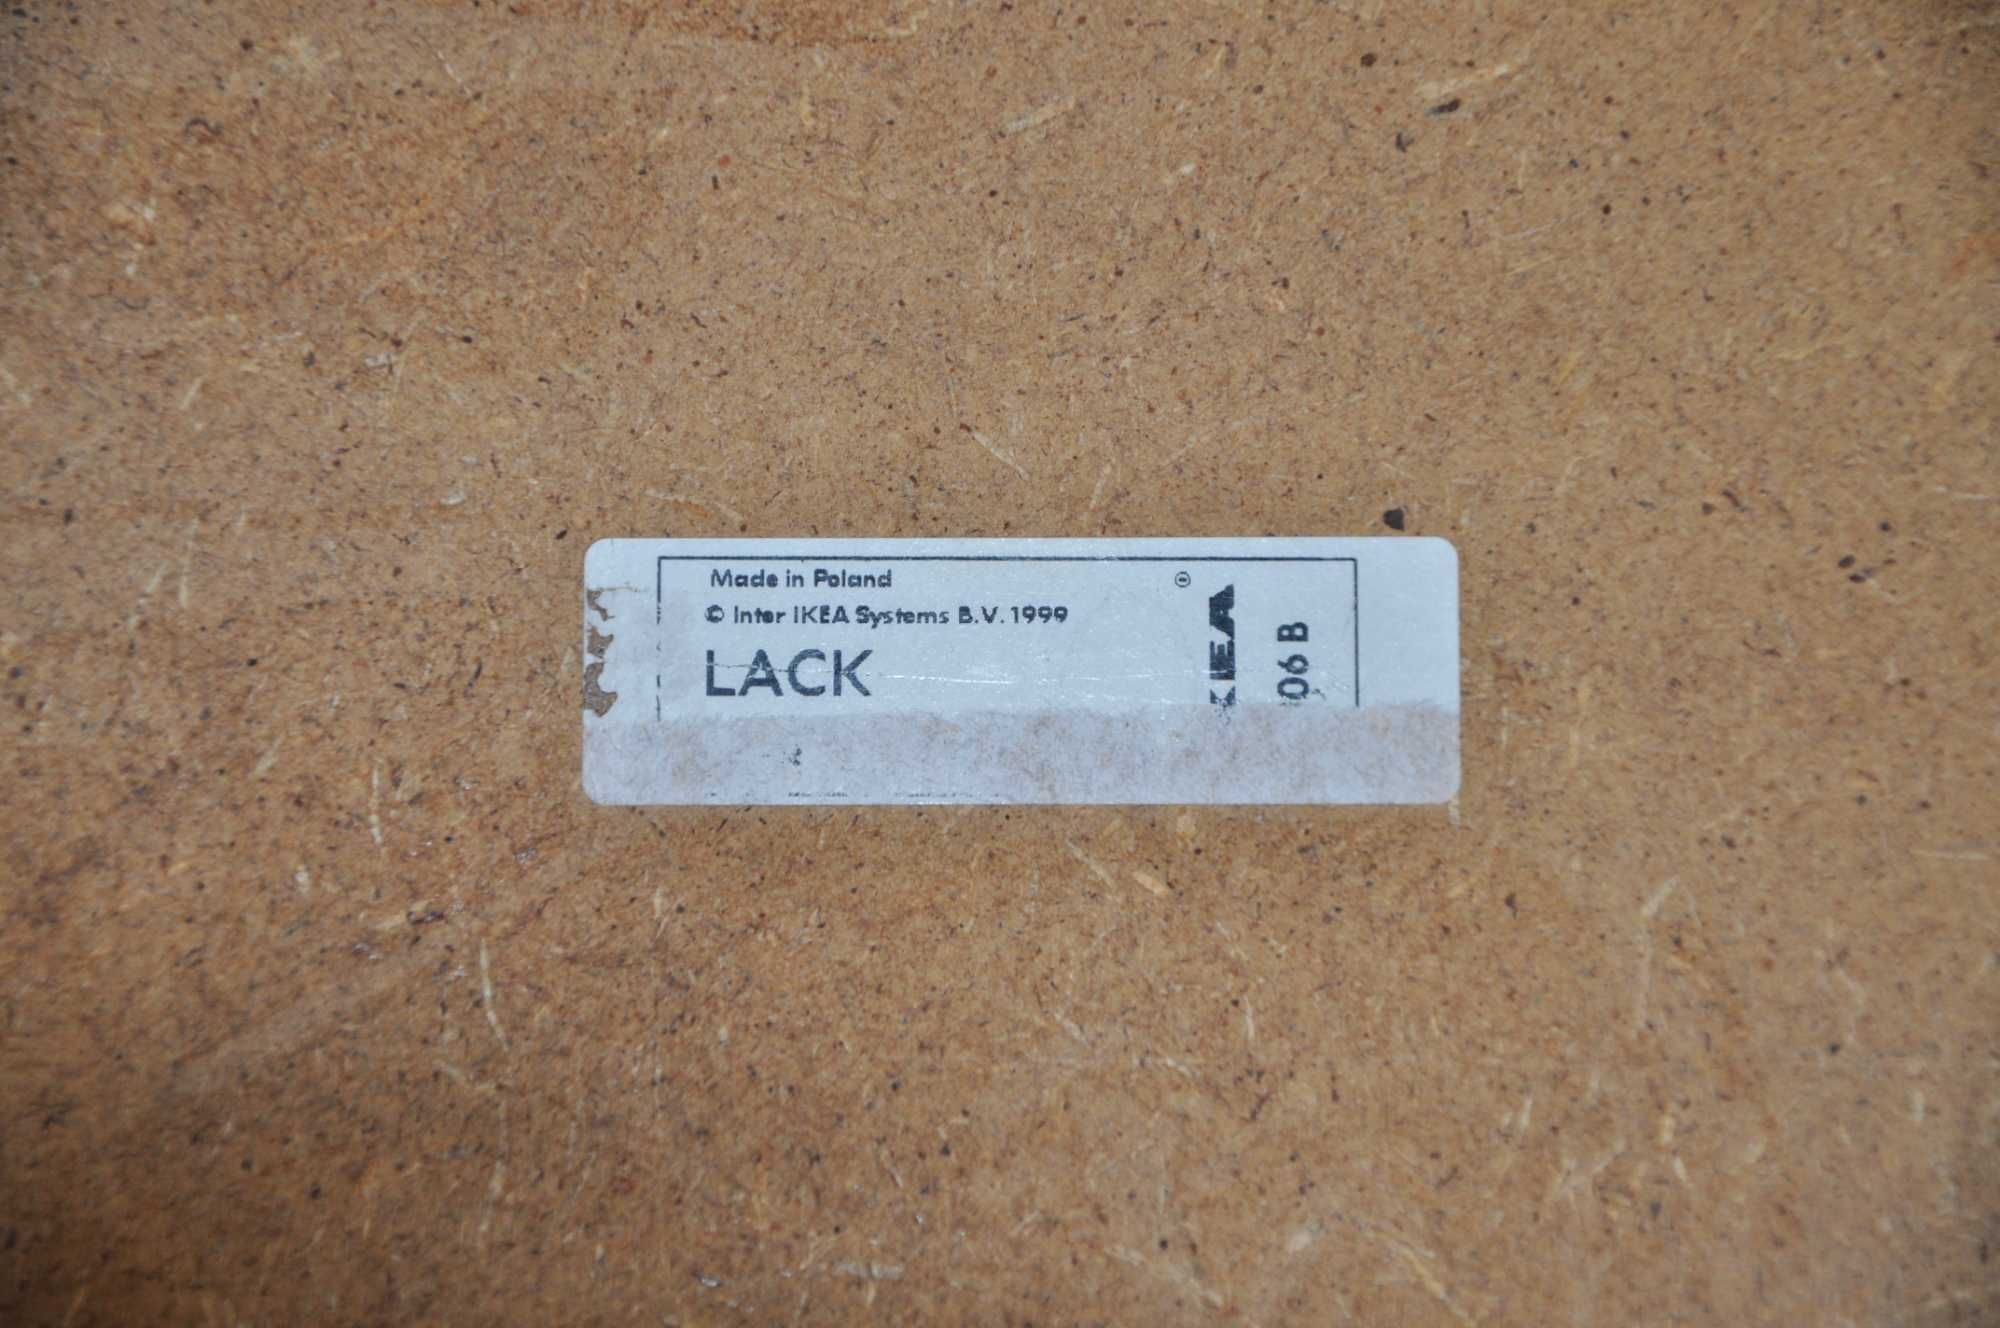 Made in Poland
© Inter IKEA Systems B.V. 1999
LACK
®
IKEA
06 B